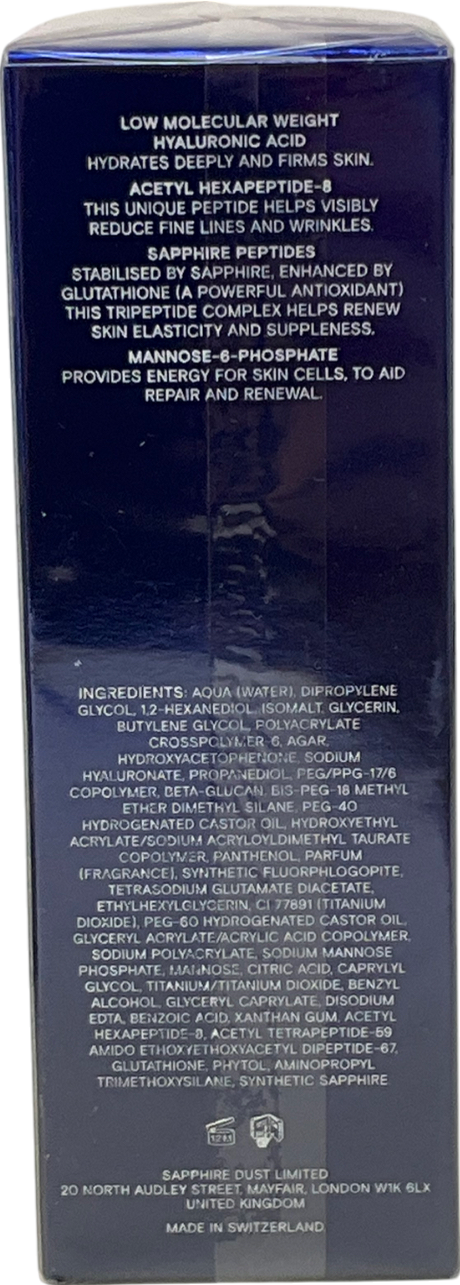 LOW MOLECULAR WEIGHT
HYALURONIC ACID
HYDRATES DEEPLY AND FIRMS SKIN.
ACETYL HEXAPEPTIDE-8
THIS UNIQUE PEPTIDE HELPS VISIBLY
REDUCE FINE LINES AND WRINKLES.
SAPPHIRE PEPTIDES
STABILISED BY SAPPHIRE, ENHANCED BY
GLUTATHIONE (A POWERFUL ANTIOXIDANT)
THIS TRIPEPTIDE COMPLEX HELPS RENEW
SKIN ELASTICITY AND SUPPLENESS.
MANNOSE-6-PHOSPHATE
PROVIDES ENERGY FOR SKIN CELLS, TO AID
REPAIR AND RENEWAL.
INGREDIENTS: AQUA (WATER), DIPROPYLENE
GLYCOL, 1,2-HEXANEDIOL, ISOMALT, GLYCERIN,
BUTYLENE GLYCOL, POLYACRYLATE
CROSSPOLYMER-6, AGAR,
HYDROXYACETOPHENONE, SODIUM
HYALURONATE, PROPANEDIOL, PEG/PPG-17/6
COPOLYMER, BETA-GLUCAN, BIS-PEG-18 METHYL
ETHER DIMETHYL SILANE, PEG-40
HYDROGENATED CASTOR OIL, HYDROXYETHYL
ACRYLATE/SODIUM ACRYLOYLDIMETHYL TAURATE
COPOLYMER, PANTHENOL, PARFUM
(FRAGRANCE), SYNTHETIC FLUORPHLOGOPITE,
TETRASODIUM GLUTAMATE DIACETATE,
ETHYLHEXYLGLYCERIN, CI 77891 (TITANIUM
DIOXIDE), PEG-60 HYDROGENATED CASTOR OIL,
GLYCERYL ACRYLATE/ACRYLIC ACID COPOLYMER,
SODIUM POLYACRYLATE, SODIUM MANNOSE
PHOSPHATE, MANNOSE, CITRIC ACID, CAPRYLYL
GLYCOL, TITANIUM/TITANIUM DIOXIDE, BENZYL
ALCOHOL, GLYCERYL CAPRYLATE, DISODIUM
EDTA, BENZOIC ACID, XANTHAN GUM, ACETYL
HEXAPEPTIDE-8, ACETYL TETRAPEPTIDE-59
AMIDO ETHOXYETHOXYACETYL DIPEPTIDE-67,
GLUTATHIONE, PHYTOL, AMINOPROPYL
TRIMETHOXYSILANE, SYNTHETIC SAPPHIRE
12M
SAPPHIRE DUST LIMITED
20 NORTH AUDLEY STREET, MAYFAIR, LONDON W1K 6LX
UNITED KINGDOM
MADE IN SWITZERLAND.